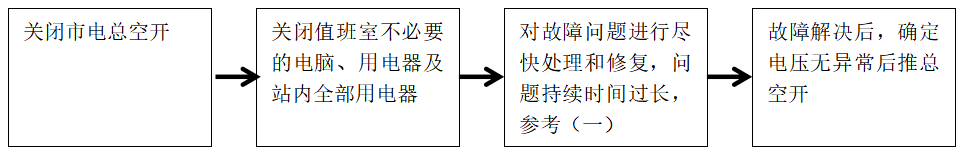 关闭市电总空开
关闭值班室不必要
的电脑、用电器及
站内全部用电器
对故障问题进行尽
快处理和修复，问
题持续时间过长，
参考（一）
故障解决后，确定
电压无异常后推总
空开